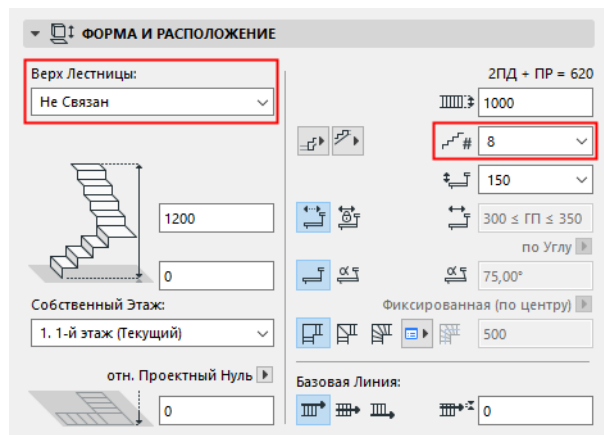 ФОРМА И РАСПОЛОЖЕНИЕ
Верх Лестницы:
2ПД + ПР = 620
Не Связан
1000
# 8
150
1200
300 ≤ ГП ≤ 350
по Углу
0
75,00°
Собственный Этаж:
Фиксированна (по центру)
1. 1-й этаж (Текущий)
500
отн. Проектный Нуль
Базовая Линия:
0
0